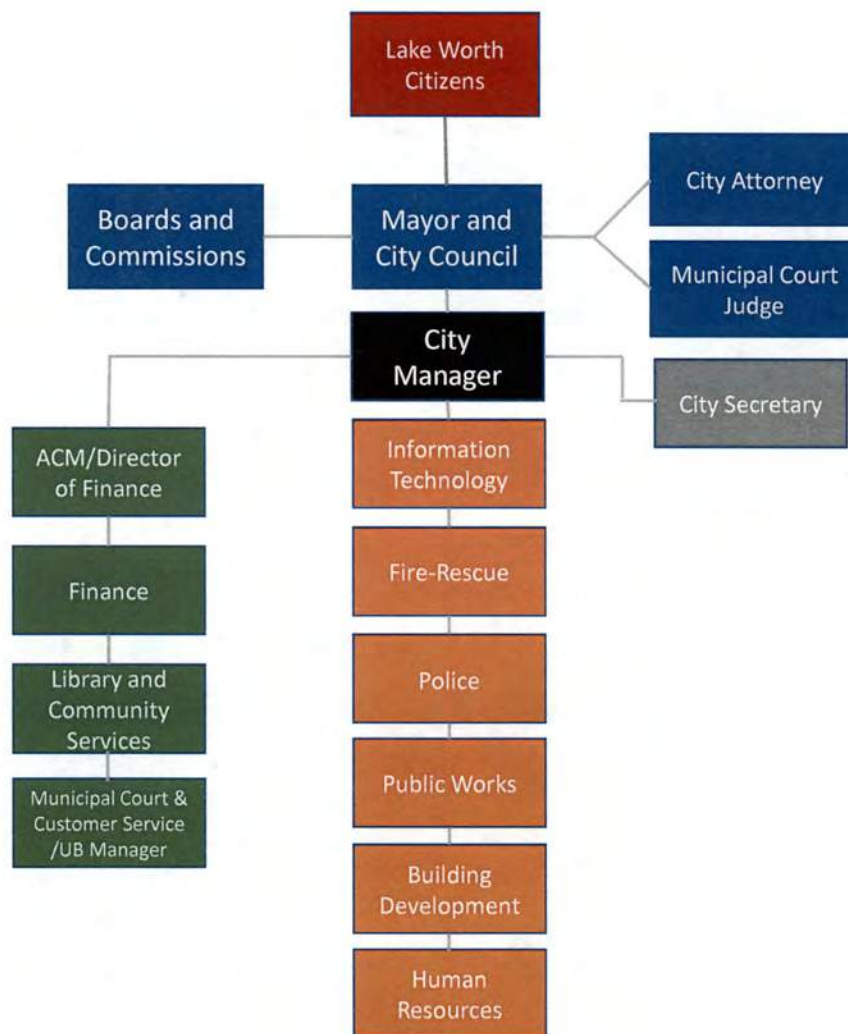 Lake Worth
Citizens
Boards and
Commissions
Mayor and
City Council
City Attorney
Municipal Court
Judge
City
Manager
City Secretary
ACM/Director
of Finance
Finance
Library and
Community
Services
Municipal Court &
Customer Service
/UB Manager
Information
Technology
Fire-Rescue
Police
Public Works
Building
Development
Human
Resources